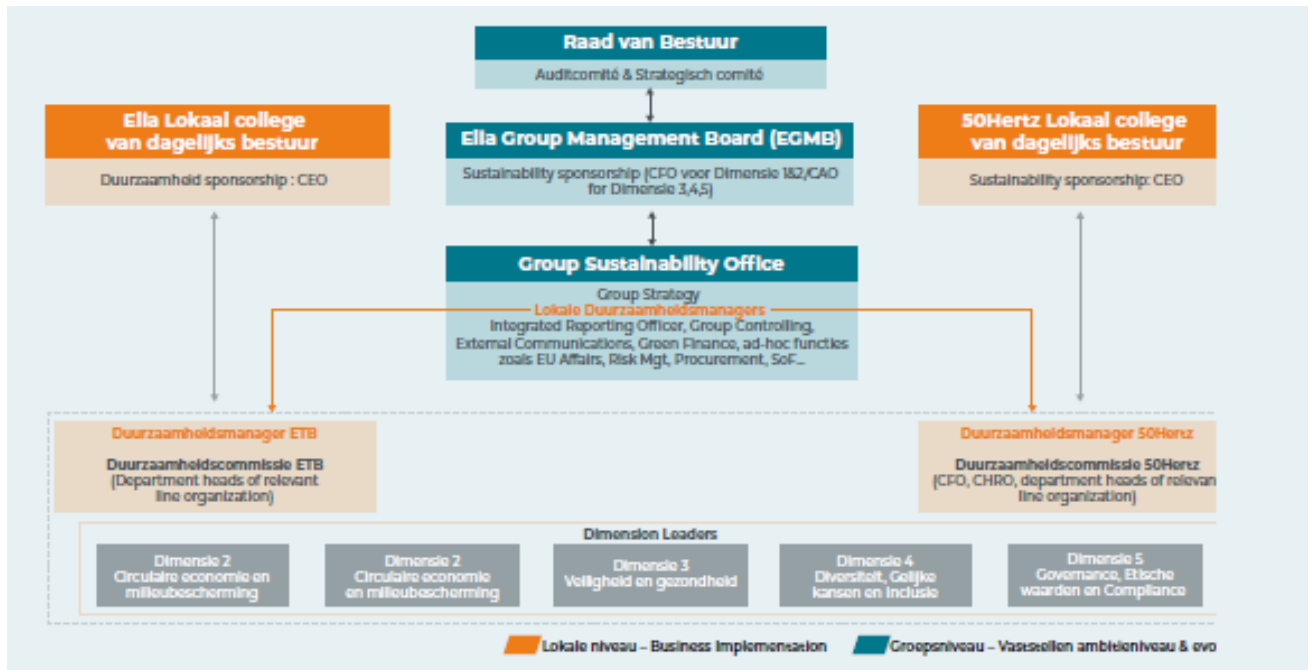 Raad van Bestuur
Auditcomité & Strategisch comité
Elia Lokaal college
van dagelijks bestuur
Duurzaamheid sponsorship : CEO
Elia Group Management Board (EGMB)
Sustainability sponsorship (CFO voor Dimensie 1&2/CAO
for Dimensie 3,4,5)
50Hertz Lokaal college
van dagelijks bestuur
Sustainability sponsorship: CEO
Group Sustainability Office
Group Strategy
Lokale Duurzaamheidsmanagers
Integrated Reporting Officer, Group Controlling,
External Communications, Green Finance, ad-hoc functies
zoals EU Affairs, Risk Mgt, Procurement, SoF...
Duurzaamheidsmanager ETB
Duurzaamheidscommissie ETB
(Department heads of relevant
line organization)
Duurzaamheidsmanager 50Hertz
Duurzaamheidscommissie 50Hertz
(CFO, CHRO, department heads of relevan
line organization)
Dimension Leaders
Dimensie 2
Circulaire economie en
milieubescherming
Dimensie 2
Circulaire economie
en milieubescherming
Dimensie 3
Veiligheid en gezondheid
Dimensie 4
Diversiteit, Gelijke
kansen en Inclusie
Dimensie 5
Governance, Etische
waarden en Compliance
Lokale niveau – Business Implementation
Groepsniveau – Vaststellen ambitieniveau & evo